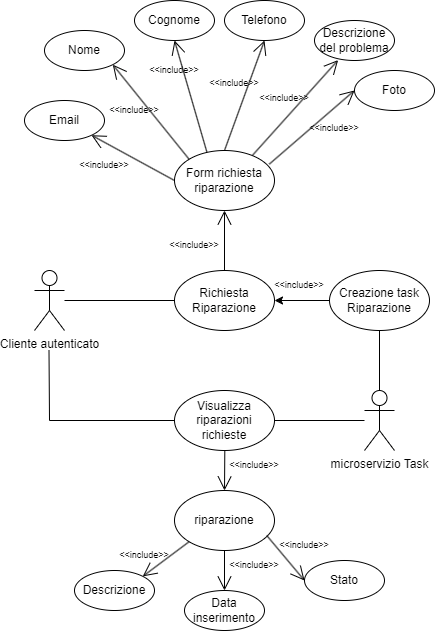 Cognome
Telefono
Nome
Descrizione
del problema
<<include>>
<<include>>
<<include>>
<<include>>
Foto
<<include>>
Email
<<include>>
Form richiesta
riparazione
<<include>>
Richiesta
Riparazione
<<include>>
Creazione task
Riparazione
Cliente autenticato
Visualizza
riparazioni
richieste
microservizio Task
<<include>>
riparazione
<<include>>
<<include>>
<<include>>
Descrizione
Data
inserimento
Stato